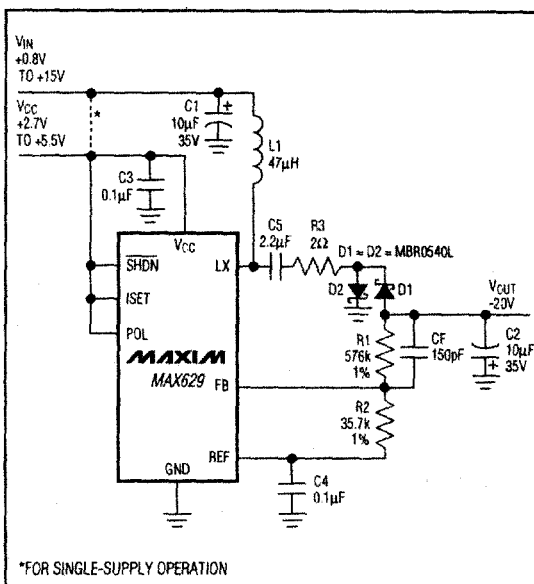 VIN
+0.8V
TO +15V
VCC
+2.7V
TO +5.5V
*
C1
10µF
35V
+
L1
47µH
C3
0.1µF
C5
2.2µF
R3
2Ω
D1 = D2 = MBR0540L
VCC
SHDN
LX
ISET
POL
D2
D1
VOUT
-20V
R1
576k
1%
CF
150pF
C2
10µF
35V
+
MAXIM
MAX629
FB
R2
35.7k
1%
REF
GND
C4
0.1µF
*FOR SINGLE-SUPPLY OPERATION